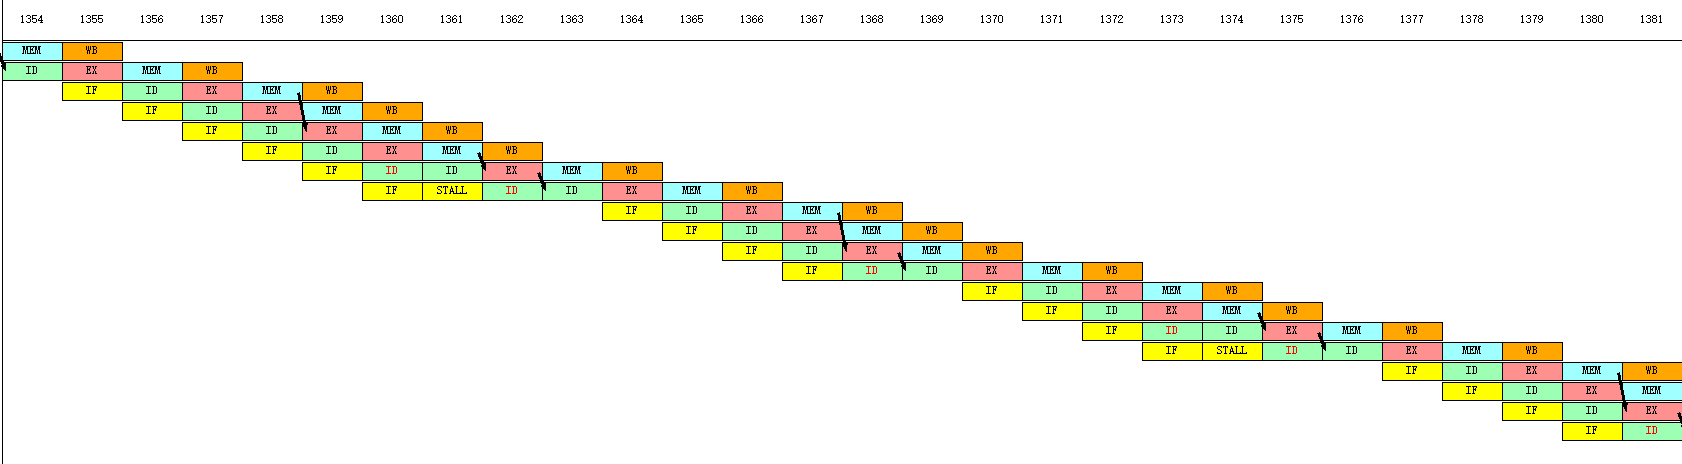 1354 1355 1356 1357 1358 1359 1360 1361 1362 1363 1364 1365 1366 1367 1368 1369 1370 1371 1372 1373 1374 1375 1376 1377 1378 1379 1380 1381
MEM WB
ID EX MEM WB
IF ID EX MEM WB
IF ID EX MEM WB
IF ID EX MEM WB
IF ID EX MEM WB
IF ID ID EX MEM WB
IF STALL ID ID EX MEM WB
IF ID EX MEM WB
IF ID EX MEM WB
IF ID EX MEM WB
IF ID ID EX MEM WB
IF ID EX MEM WB
IF ID EX MEM WB
IF ID ID EX MEM WB
IF STALL ID ID EX MEM WB
IF ID EX MEM WB
IF ID EX MEM
IF ID EX
IF ID